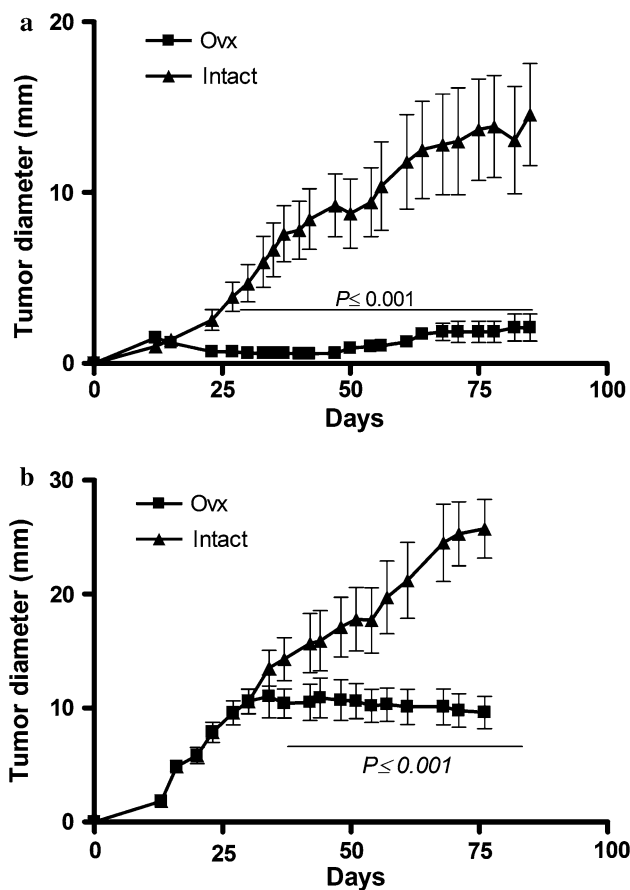 a
20
Ovx
Intact
Tumor diameter (mm)
10
P≤ 0.001
0
0
25
50
75
100
Days
b
30
Ovx
Intact
Tumor diameter (mm)
20
10
P≤ 0.001
0
0
25
50
75
100
Days